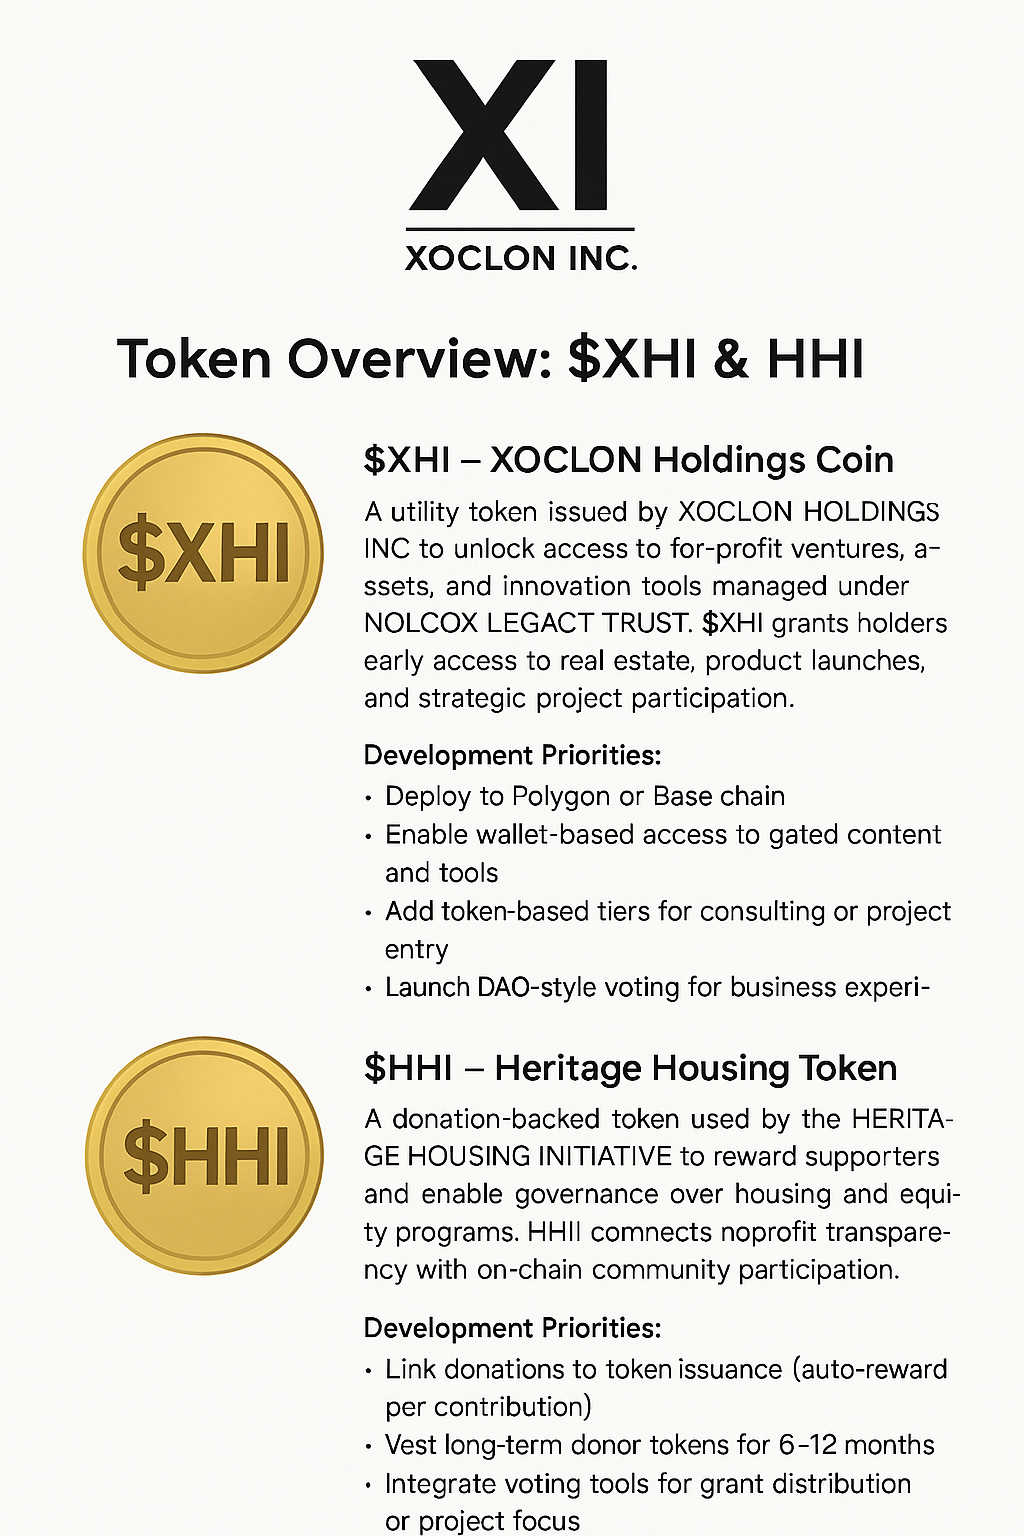 XI
XOCLON INC.
Token Overview: $XHI & HHI
$XHI
$XHI – XOCLON Holdings Coin
A utility token issued by XOCLON HOLDINGS
INC to unlock access to for-profit ventures, a-
ssets, and innovation tools managed under
NOLCOX LEGACT TRUST. $XHI grants holders
early access to real estate, product launches,
and strategic project participation.
Development Priorities:
• Deploy to Polygon or Base chain
• Enable wallet-based access to gated content
and tools
• Add token-based tiers for consulting or project
entry
• Launch DAO-style voting for business experi-
$HHI
$HHI – Heritage Housing Token
A donation-backed token used by the HERITA-
GE HOUSING INITIATIVE to reward supporters
and enable governance over housing and equi-
ty programs. HHII comnects noprofit transpare-
ncy with on-chain community participation.
Development Priorities:
• Link donations to token issuance (auto-reward
per contribution)
• Vest long-term donor tokens for 6–12 months
• Integrate voting tools for grant distribution
or project focus